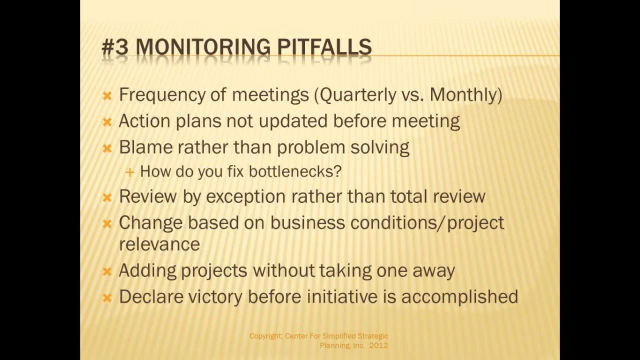 #3 MONITORING PITFALLS
Frequency of meetings (Quarterly vs. Monthly)
Action plans not updated before meeting
Blame rather than problem solving
How do you fix bottlenecks?
Review by exception rather than total review
Change based on business conditions/project
relevance
Adding projects without taking one away
Declare victory before initiative is accomplished
Copyright, Center For Simplified Strategic
Planning, Inc. 2012